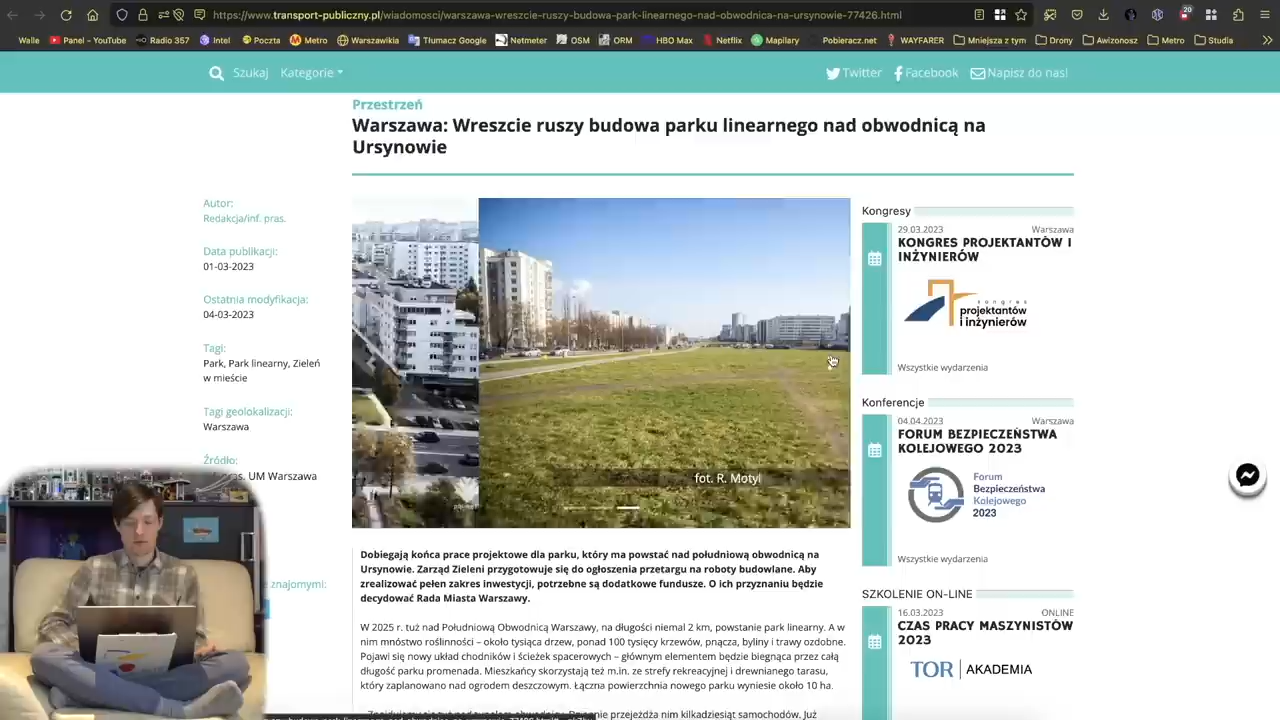 https://www.transport-publiczny.pl/wiadomosci/warszawa-wreszcie-ruszy-budowa-park-linearnego-nad-obwodnica-na-ursynowie-77426.html
20
Walle Panel - YouTube Radio 357 Intel Poczta Metro Warszawikia Tłumacz Google Netmeter OSM ORM HBO Max Netflix Mapilary Pobieracz.net WAYFARER Mniejsza z tym Drony Awizonosz Metro Studia
Szukaj Kategorie Twitter Facebook Napisz do nas!
Przestrzeń
Warszawa: Wreszcie ruszy budowa parku linearnego nad obwodnicą na
Ursynowie
Autor:
Redakcja/inf. pras.
Data publikacji:
01-03-2023
Ostatnia modyfikacja:
04-03-2023
Tagi:
Park, Park linearny, Zieleń
w mieście
Tagi geolokalizacji:
Warszawa
Źródło:
UM Warszawa
znajomymi:
fot. R. Motyl
Dobiegają końca prace projektowe dla parku, który ma powstać nad południową obwodnicą na
Ursynowie. Zarząd Zieleni przygotowuje się do ogłoszenia przetargu na roboty budowlane. Aby
zrealizować pełen zakres inwestycji, potrzebne są dodatkowe fundusze. O ich przyznaniu będzie
decydować Rada Miasta Warszawy.
W 2025 r. tuż nad Południową Obwodnicą Warszawy, na długości niemal 2 km, powstanie park linearny. A w
nim mnóstwo roślinności – około tysiąca drzew, ponad 100 tysięcy krzewów, pnącza, byliny i trawy ozdobne.
Pojawi się nowy układ chodników i ścieżek spacerowych – głównym elementem będzie biegnąca przez całą
długość parku promenada. Mieszkańcy skorzystają też m.in. ze strefy rekreacyjnej i drewnianego tarasu,
który zaplanowano nad ogrodem deszczowym. Łączna powierzchnia nowego parku wyniesie około 10 ha.
przejeżdża nim kilkadziesiąt samochodów. Już
Kongresy
29.03.2023 Warszawa
KONGRES PROJEKTANTÓW I
INŻYNIERÓW
kongres
projektantów
i inżynierów
Wszystkie wydarzenia
Konferencje
04.04.2023 Warszawa
FORUM BEZPIECZEŃSTWA
KOLEJOWEGO 2023
Forum
Bezpieczeństwa
Kolejowego
2023
Wszystkie wydarzenia
SZKOLENIE ON-LINE
16.03.2023 ONLINE
CZAS PRACY MASZYNISTÓW
2023
TOR AKADEMIA